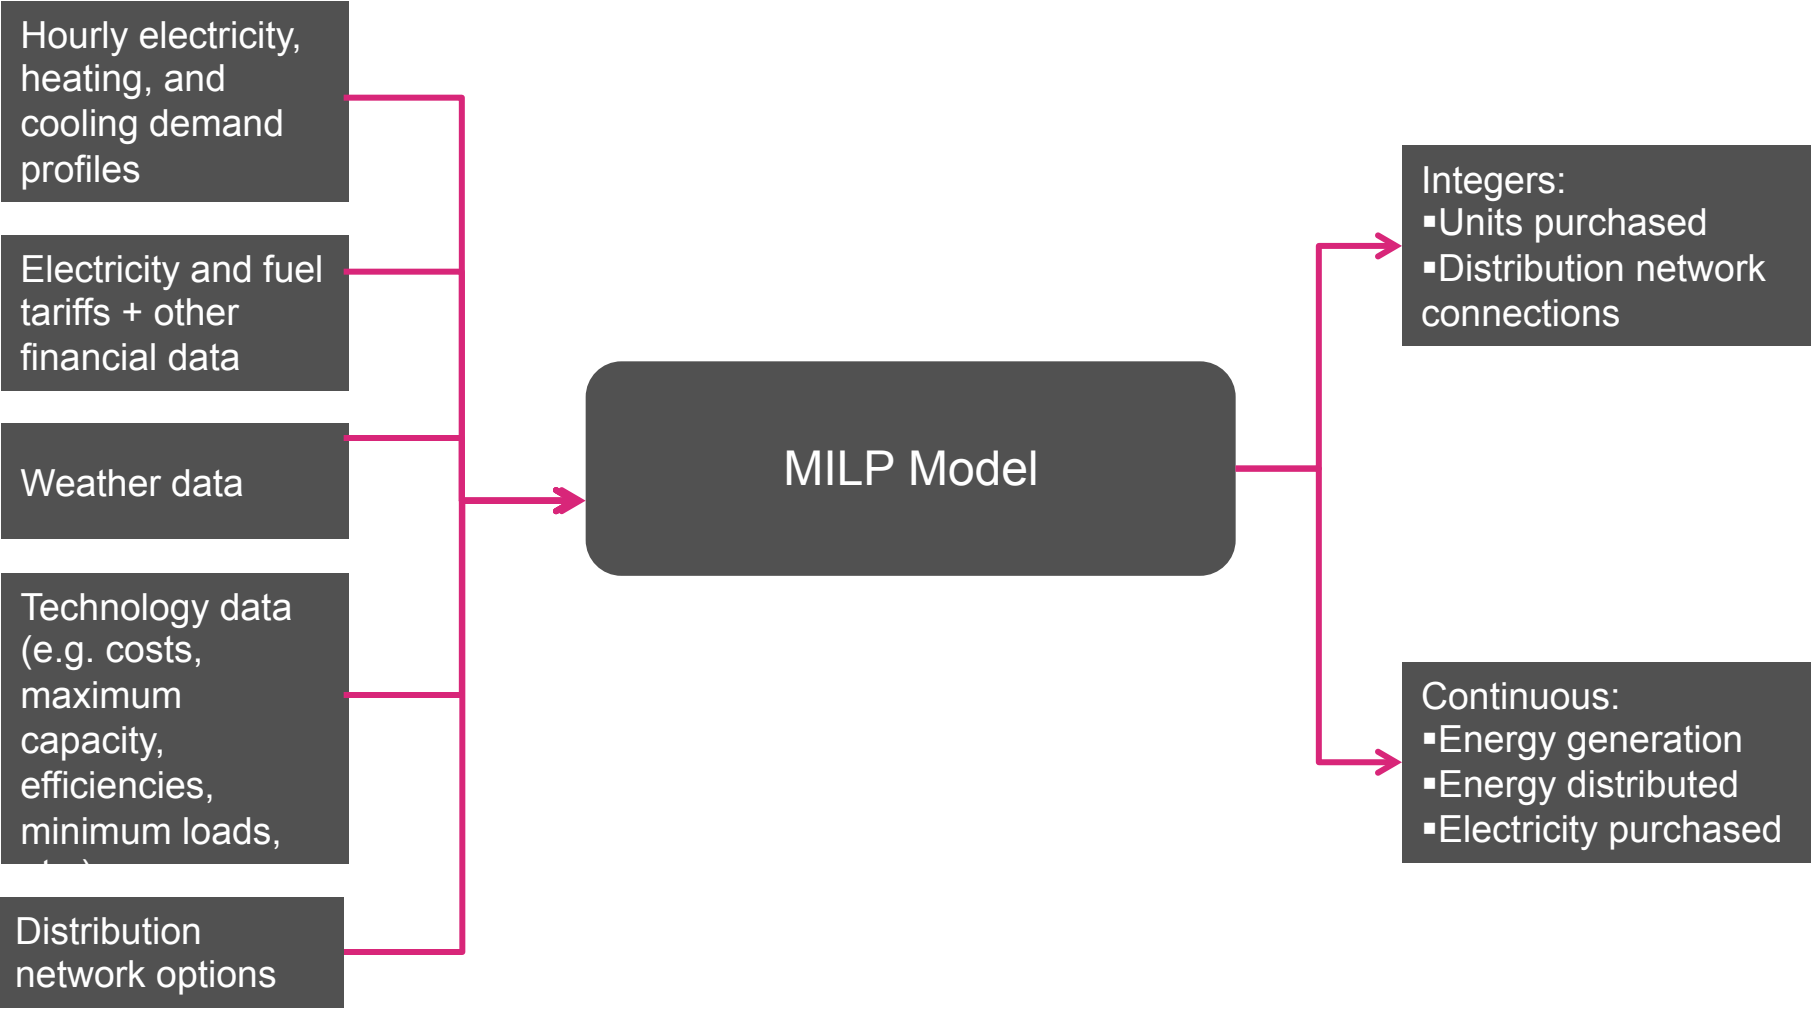 Hourly electricity,
heating, and
cooling demand
profiles
Electricity and fuel
tariffs + other
financial data
Weather data
Technology data
(e.g. costs,
maximum
capacity,
efficiencies,
minimum loads,
Distribution
network options
MILP Model
Integers:
▪Units purchased
▪Distribution network
connections
Continuous:
▪Energy generation
▪Energy distributed
▪Electricity purchased